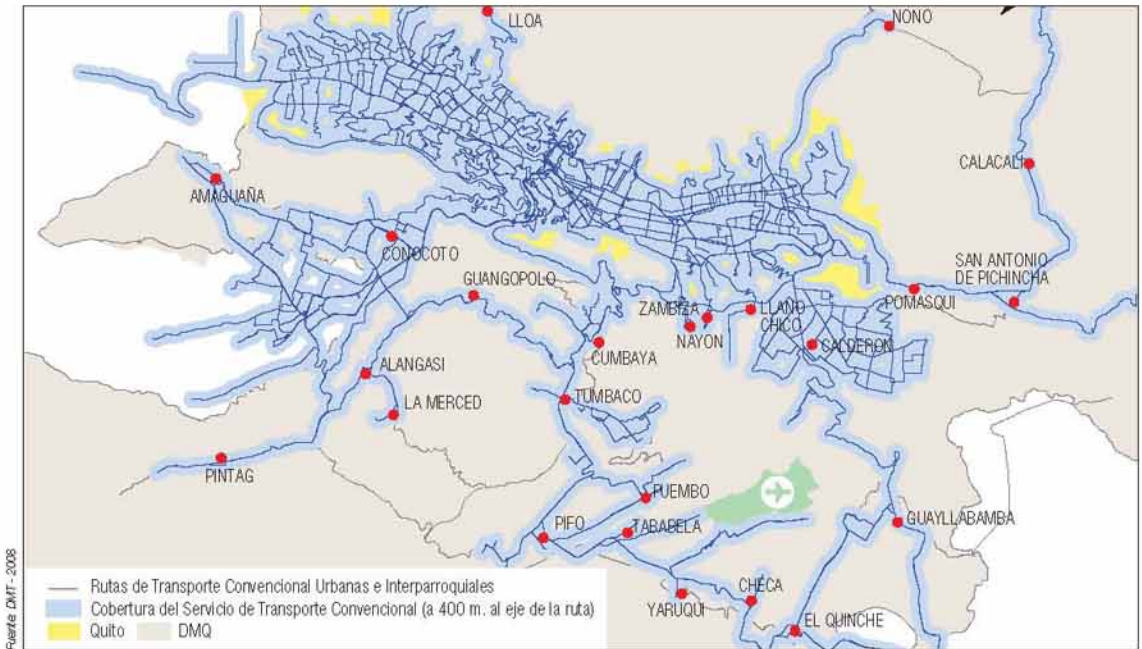 LLOA
NONO
CALACALI
AMAGUAÑA
CONOCOTO
SAN ANTONIO
DE PICHINCHA
GUANGOPOLO
POMASQUI
ZAMBIZA
LLANO
CHICO
NAYON
CUMBAYA
CALDERON
ALANGASI
TUMBACO
LA MERCED
PINTAG
PUEMBO
GUAYLLABAMBA
PIFO
TABABELA
CHECA
YARUQUI
EL QUINCHE
Rutas de Transporte Convencional Urbanas e Interparroquiales
Cobertura del Servicio de Transporte Convencional (a 400 m. al eje de la ruta)
Quito DMQ
Fuente: DMT - 2008